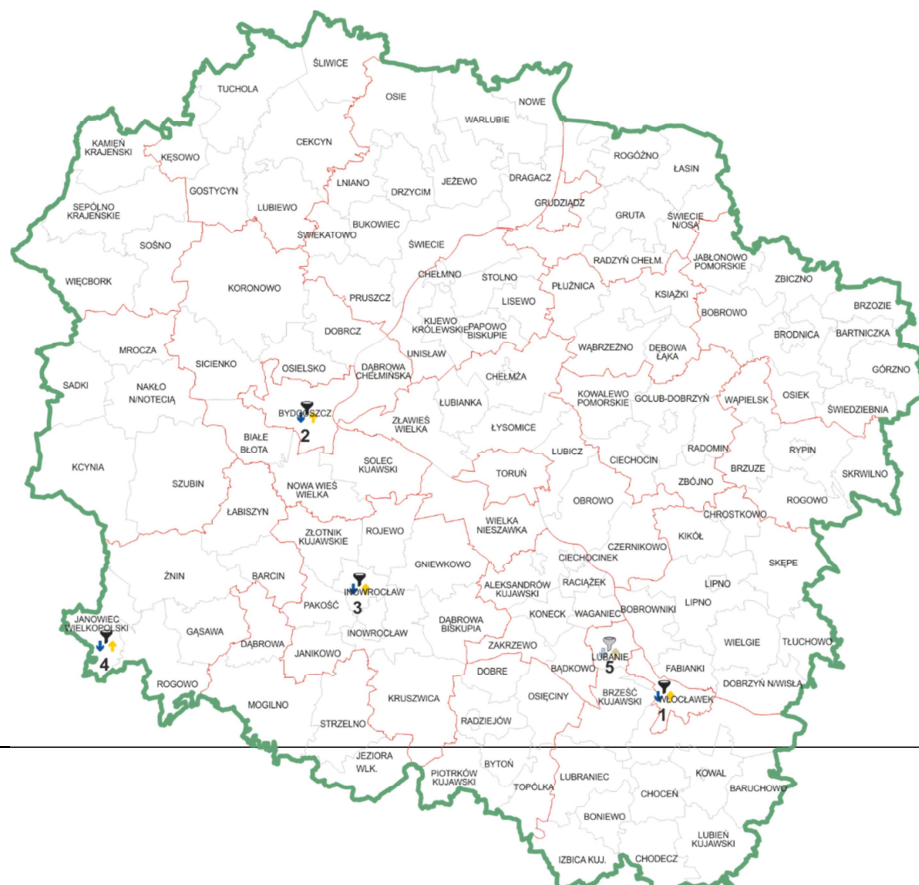 ŚLIWICE
TUCHOLA
OSIE
NOWE
WARLUBIE
KAMIEŃ
KRAJEŃSKI
KĘSOWO
CEKCYN
ROGÓŹNO
ŁASIN
LNIANO
DRZYCIM
JEŻEWO
DRAGACZ
GOSTYCYN
SĘPÓLNO
KRAJEŃSKIE
LUBIEWO
GRUDZIĄDZ
GRUTA
ŚWIECIE
N/OSĄ
BUKOWIEC
ŚWIEKATOWO
SOŚNO
ŚWIECIE
RADZYŃ CHEŁM.
JABŁONOWO
POMORSKIE
CHEŁMNO
STOLNO
ZBICZNO
WIĘCBORK
KORONOWO
PŁUŻNICA
KSIĄŻKI
PRUSZCZ
LISEWO
BRZOZIE
BOBROWO
KIJEWO
KRÓLEWSKIE
PAPOWO
BISKUPIE
DOBRCZ
BRODNICA
BARTNICZKA
MROCZA
UNISŁAW
WĄBRZEŹNO
DĘBOWA
ŁĄKA
SICIENKO
OSIELSKO
DĄBROWA
CHEŁMIŃSKA
CHEŁMŻA
GÓRZNO
SADKI
NAKŁO
N/NOTECIĄ
KOWALEWO
POMORSKIE
GOLUB-DOBRZYŃ
WĄPIELSK
OSIEK
ŁUBIANKA
ŚWIEDZIEBNIA
BYDGOSZCZ
2
ZŁAWIEŚ
WIELKA
ŁYSOMICE
BIAŁE
BŁOTA
LUBICZ
RADOMIN
RYPIN
CIECHOCIN
KCYNIA
SOLEC
KUJAWSKI
TORUŃ
BRZUZE
SKRWILNO
SZUBIN
NOWA WIEŚ
WIELKA
ZBÓJNO
OBROWO
ROGOWO
ŁABISZYN
CHROSTKOWO
WIELKA
NIESZAWKA
ZŁOTNIK
KUJAWSKIE
ROJEWO
KIKÓŁ
CZERNIKOWO
CIECHOCINEK
GNIEWKOWO
SKĘPE
ŻNIN
BARCIN
ALEKSANDRÓW
KUJAWSKI
RACIĄŻEK
LIPNO
INOWROCŁAW
3
PAKOŚĆ
LIPNO
BOBROWNIKI
KONECK
WAGANIEC
JANOWIEC
WIELKOPOLSKI
4
DĄBROWA
BISKUPIA
GĄSAWA
INOWROCŁAW
DĄBROWA
ZAKRZEWO
WIELGIE
TŁUCHOWO
JANIKOWO
LUBANIE
5
BĄDKOWO
FABIANKI
DOBRE
ROGOWO
DOBRZYŃ N/WISŁĄ
OSIĘCINY
BRZEŚĆ
KUJAWSKI
WŁOCŁAWEK
1
KRUSZWICA
MOGILNO
STRZELNO
RADZIEJÓW
JEZIORA
WLK.
BYTOŃ
PIOTRKÓW
KUJAWSKI
LUBRANIEC
KOWAL
TOPÓLKA
BARUCHOWO
CHOCEŃ
BONIEWO
LUBIEŃ
KUJAWSKI
IZBICA KUJ.
CHODECZ